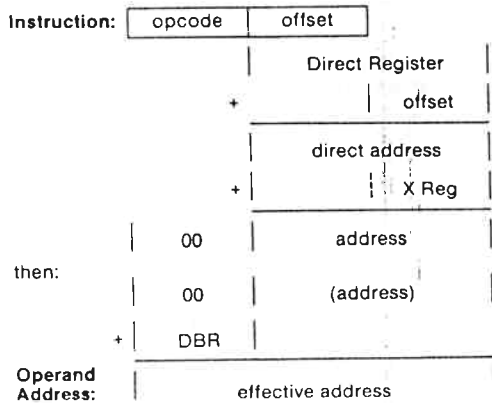 Instruction: opcode offset
Direct Register
+ offset
direct address
+ X Reg
00 address
then:
00 (address)
+ DBR
Operand
Address: effective address